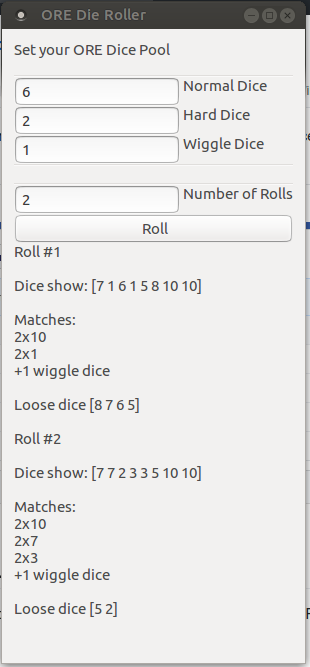 ORE Die Roller
Set your ORE Dice Pool
6 Normal Dice
2 Hard Dice
1 Wiggle Dice
2 Number of Rolls
Roll
Roll #1
Dice show: [7 1 6 1 5 8 10 10]
Matches:
2x10
2x1
+1 wiggle dice
Loose dice [8 7 6 5]
Roll #2
Dice show: [7 7 2 3 3 5 10 10]
Matches:
2x10
2x7
2x3
+1 wiggle dice
Loose dice [5 2]